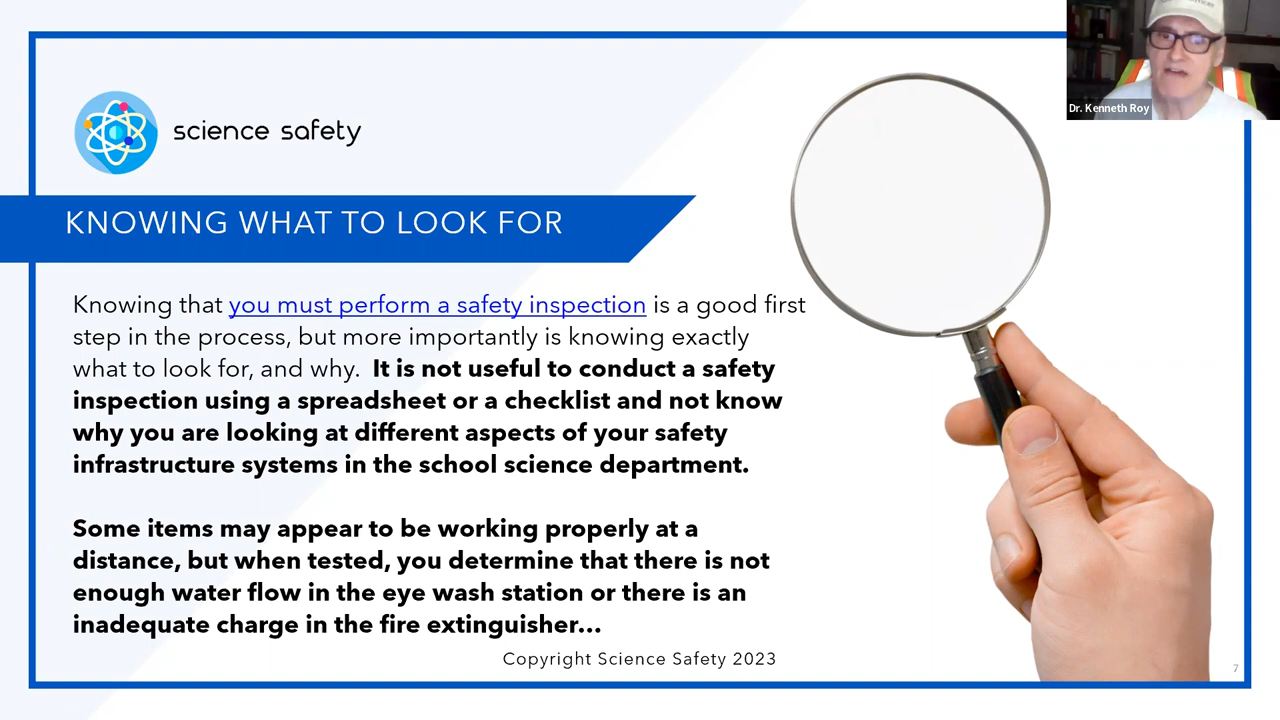 Dr. Kenneth Roy
science safety
KNOWING WHAT TO LOOK FOR
Knowing that you must perform a safety inspection is a good first
step in the process, but more importantly is knowing exactly
what to look for, and why. It is not useful to conduct a safety
inspection using a spreadsheet or a checklist and not know
why you are looking at different aspects of your safety
infrastructure systems in the school science department.
Some items may appear to be working properly at a
distance, but when tested, you determine that there is not
enough water flow in the eye wash station or there is an
inadequate charge in the fire extinguisher...
Copyright Science Safety 2023
7